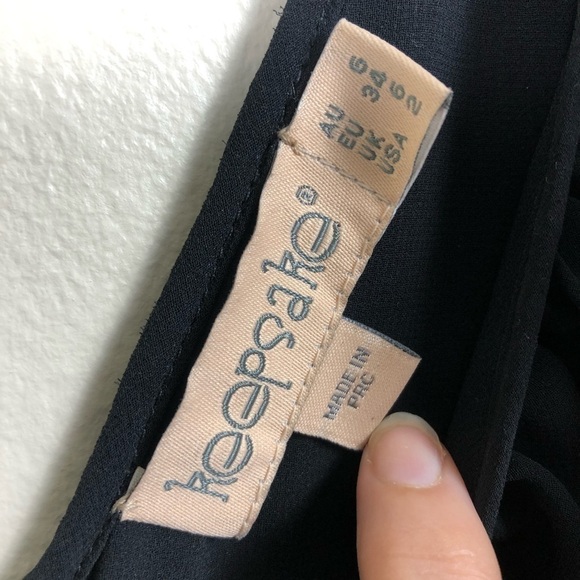 keepsake®
AU 6
EU 34
UK 6
USA 2
MADE IN
PRC